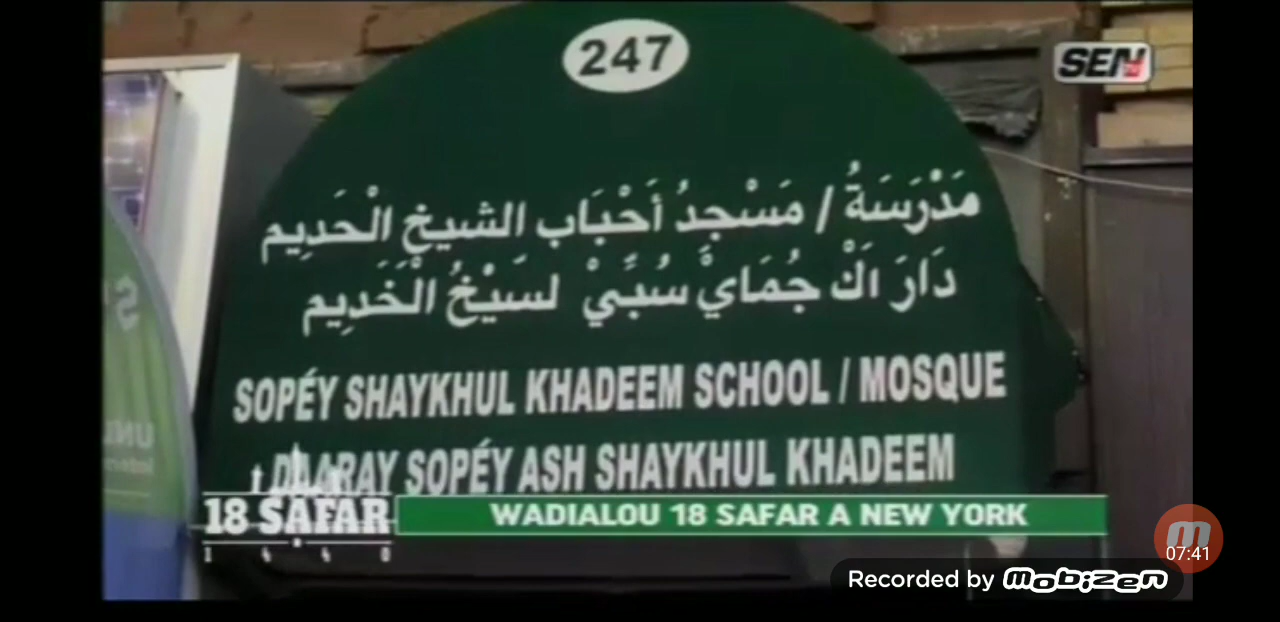 247
SEN TV
مَدْرَسَةُ / مَسْجِدُ أَحْبَاب الشيخ الْحَدِيم
دَارَ اَكْ جُمَايْ سُبَّيْ لسَيْخُ الْخَدِيم
SOPÉY SHAYKHUL KHADEEM SCHOOL / MOSQUE
DAARAY SOPÉY ASH SHAYKHUL KHADEEM
18 SAFAR
1440
WADIALOU 18 SAFAR A NEW YORK
07:41
Recorded by Mobizen